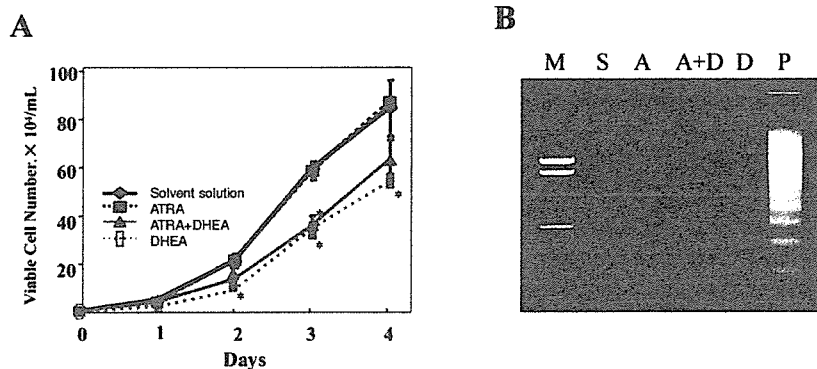 A
Viable Cell Number. × 10⁴/mL
100
80
60
40
20
Solvent solution
ATRA
ATRA+DHEA
DHEA
*
*
*
*
*
0 1 2 3 4
Days
B
M S A A+D D P